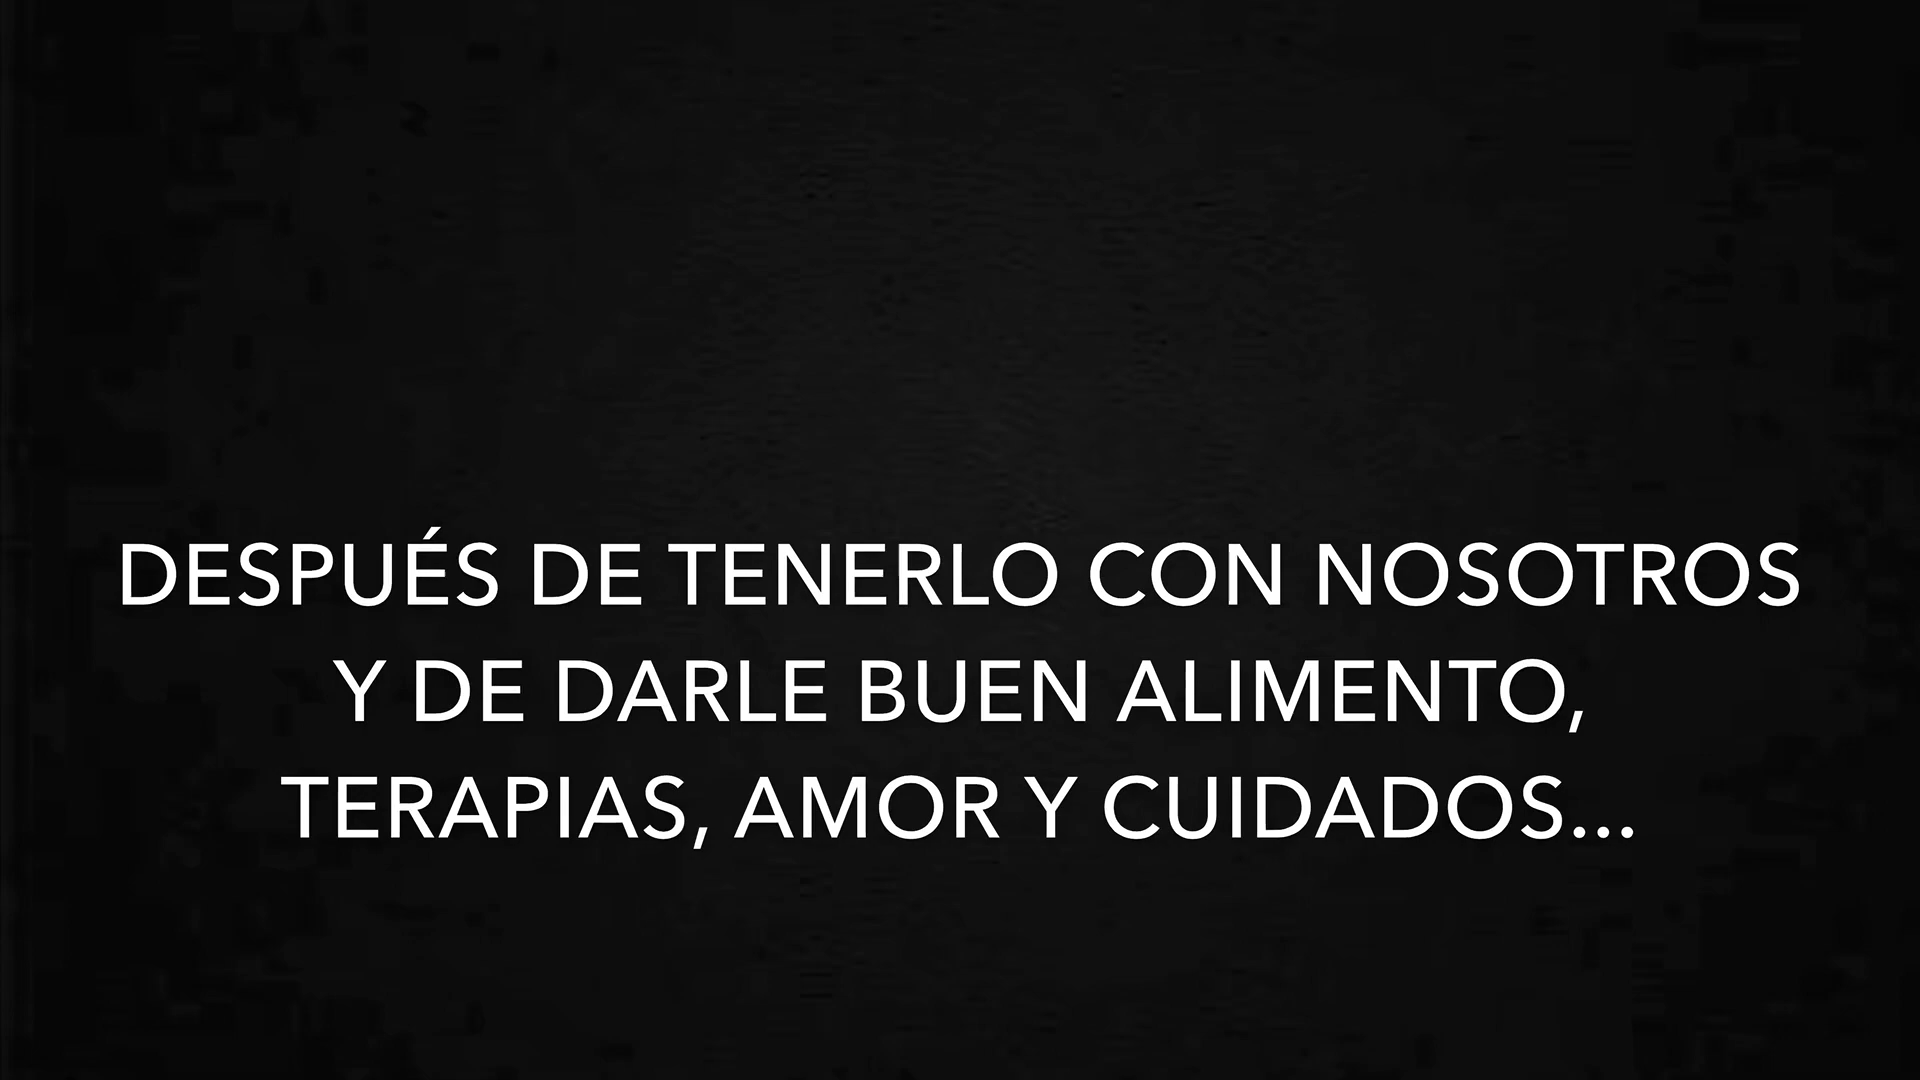 DESPUÉS DE TENERLO CON NOSOTROS
Y DE DARLE BUEN ALIMENTO,
TERAPIAS, AMOR Y CUIDADOS...